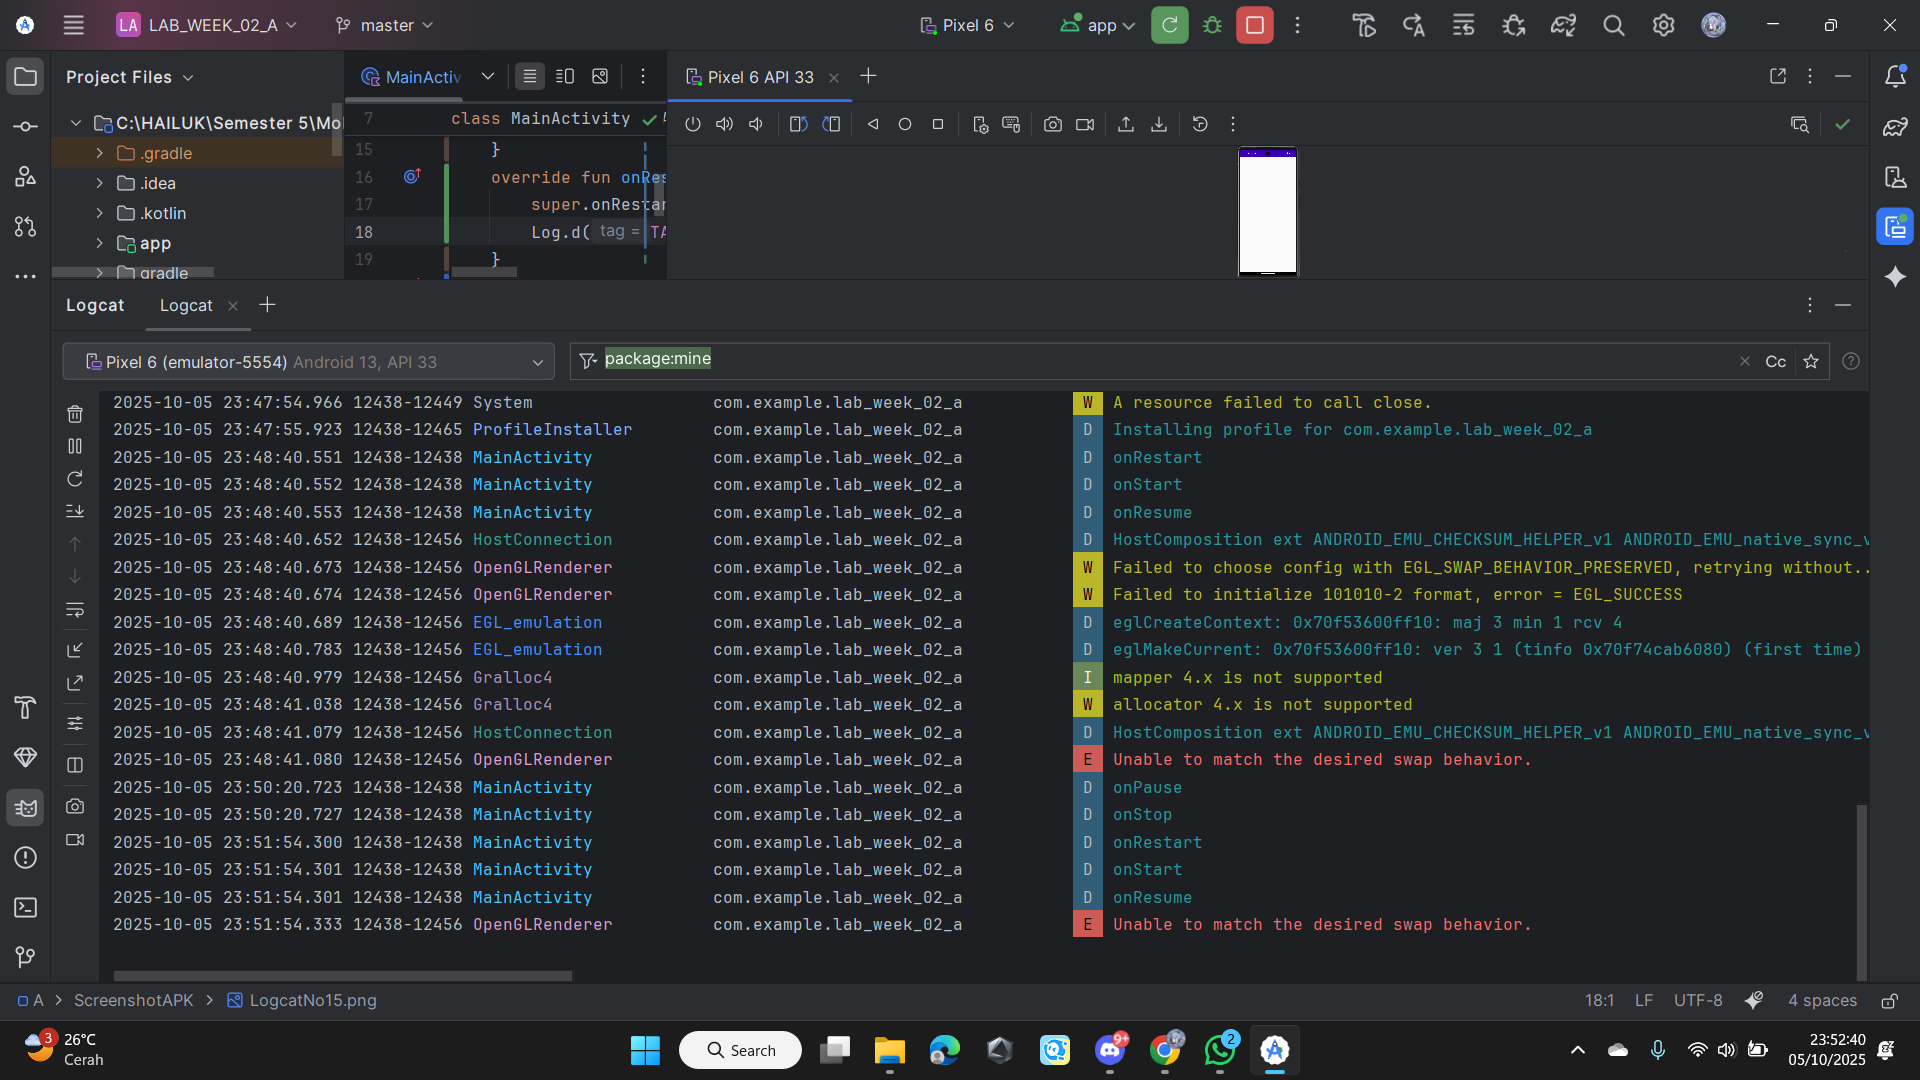 LA LAB_WEEK_02_A master Pixel 6 app
Project Files MainActiv Pixel 6 API 33
C:\HAILUK\Semester 5\Mo
.gradle
.idea
.kotlin
app
gradle
7 class MainActivity
15 }
16 override fun onRes
17 super.onRestar
18 Log.d( tag = TA
19 }
Logcat Logcat
Pixel 6 (emulator-5554) Android 13, API 33 package:mine Cc
2025-10-05 23:47:54.966 12438-12449 System com.example.lab_week_02_a W A resource failed to call close.
2025-10-05 23:47:55.923 12438-12465 ProfileInstaller com.example.lab_week_02_a D Installing profile for com.example.lab_week_02_a
2025-10-05 23:48:40.551 12438-12438 MainActivity com.example.lab_week_02_a D onRestart
2025-10-05 23:48:40.552 12438-12438 MainActivity com.example.lab_week_02_a D onStart
2025-10-05 23:48:40.553 12438-12438 MainActivity com.example.lab_week_02_a D onResume
2025-10-05 23:48:40.652 12438-12456 HostConnection com.example.lab_week_02_a D HostComposition ext ANDROID_EMU_CHECKSUM_HELPER_v1 ANDROID_EMU_native_sync_v
2025-10-05 23:48:40.673 12438-12456 OpenGLRenderer com.example.lab_week_02_a W Failed to choose config with EGL_SWAP_BEHAVIOR_PRESERVED, retrying without..
2025-10-05 23:48:40.674 12438-12456 OpenGLRenderer com.example.lab_week_02_a W Failed to initialize 101010-2 format, error = EGL_SUCCESS
2025-10-05 23:48:40.689 12438-12456 EGL_emulation com.example.lab_week_02_a D eglCreateContext: 0x70f53600ff10: maj 3 min 1 rcv 4
2025-10-05 23:48:40.783 12438-12456 EGL_emulation com.example.lab_week_02_a D eglMakeCurrent: 0x70f53600ff10: ver 3 1 (tinfo 0x70f74cab6080) (first time)
2025-10-05 23:48:40.979 12438-12456 Gralloc4 com.example.lab_week_02_a I mapper 4.x is not supported
2025-10-05 23:48:41.038 12438-12456 Gralloc4 com.example.lab_week_02_a W allocator 4.x is not supported
2025-10-05 23:48:41.079 12438-12456 HostConnection com.example.lab_week_02_a D HostComposition ext ANDROID_EMU_CHECKSUM_HELPER_v1 ANDROID_EMU_native_sync_v
2025-10-05 23:48:41.080 12438-12456 OpenGLRenderer com.example.lab_week_02_a E Unable to match the desired swap behavior.
2025-10-05 23:50:20.723 12438-12438 MainActivity com.example.lab_week_02_a D onPause
2025-10-05 23:50:20.727 12438-12438 MainActivity com.example.lab_week_02_a D onStop
2025-10-05 23:51:54.300 12438-12438 MainActivity com.example.lab_week_02_a D onRestart
2025-10-05 23:51:54.301 12438-12438 MainActivity com.example.lab_week_02_a D onStart
2025-10-05 23:51:54.301 12438-12438 MainActivity com.example.lab_week_02_a D onResume
2025-10-05 23:51:54.333 12438-12456 OpenGLRenderer com.example.lab_week_02_a E Unable to match the desired swap behavior.
A > ScreenshotAPK > LogcatNo15.png 18:1 LF UTF-8 4 spaces
3 26°C
Cerah
Search 9+ 2
23:52:40
05/10/2025